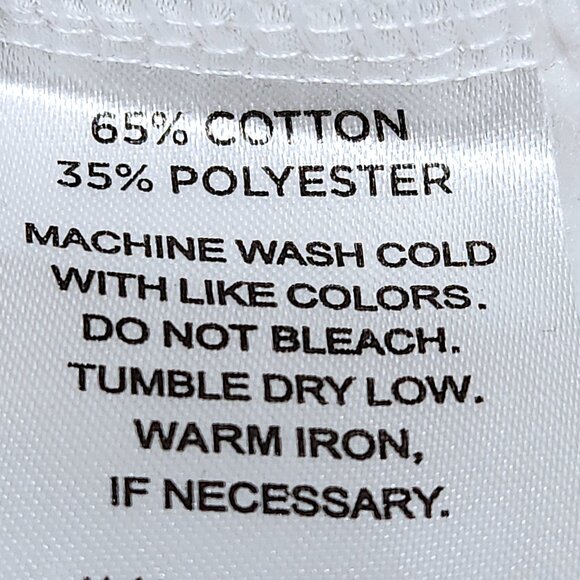 65% COTTON
35% POLYESTER
MACHINE WASH COLD
WITH LIKE COLORS.
DO NOT BLEACH.
TUMBLE DRY LOW.
WARM IRON,
IF NECESSARY.